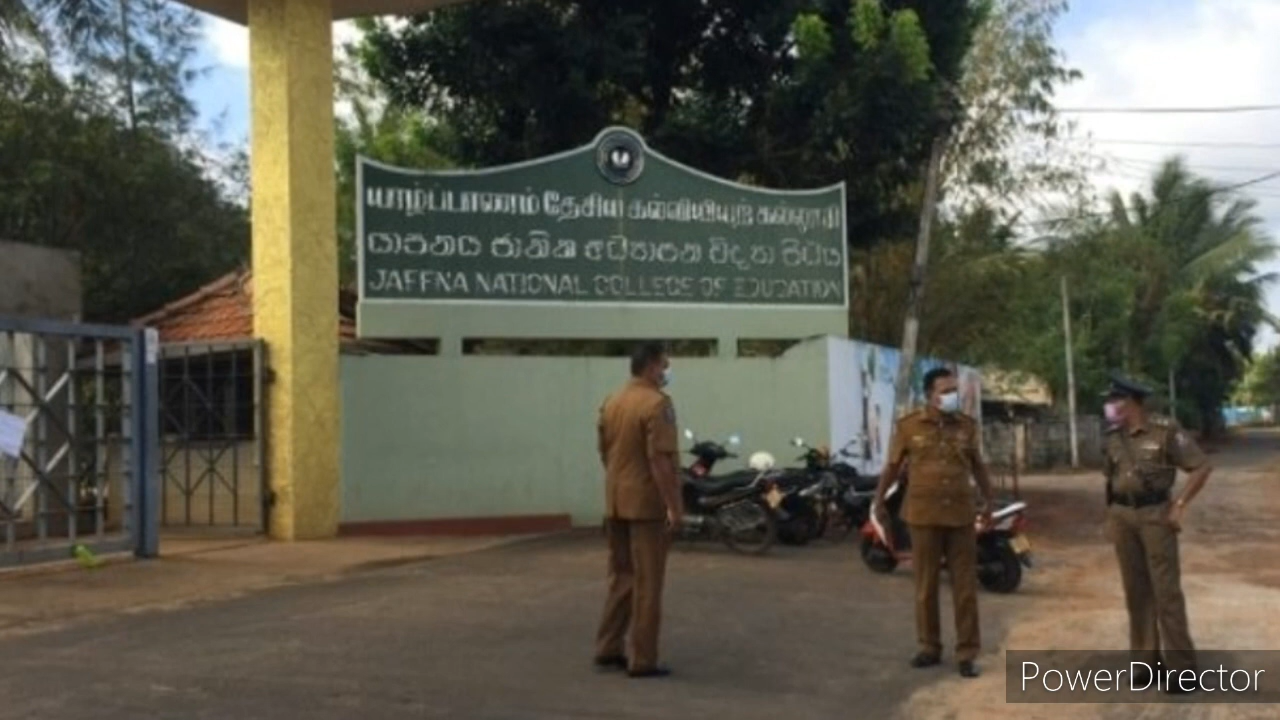 யாழ்ப்பாணம் தேசிய கல்வியியற் கல்லூரி
යාපනය ජාතික අධ්‍යාපන විද්‍යා පීඨය
JAFFNA NATIONAL COLLEGE OF EDUCATION
PowerDirector